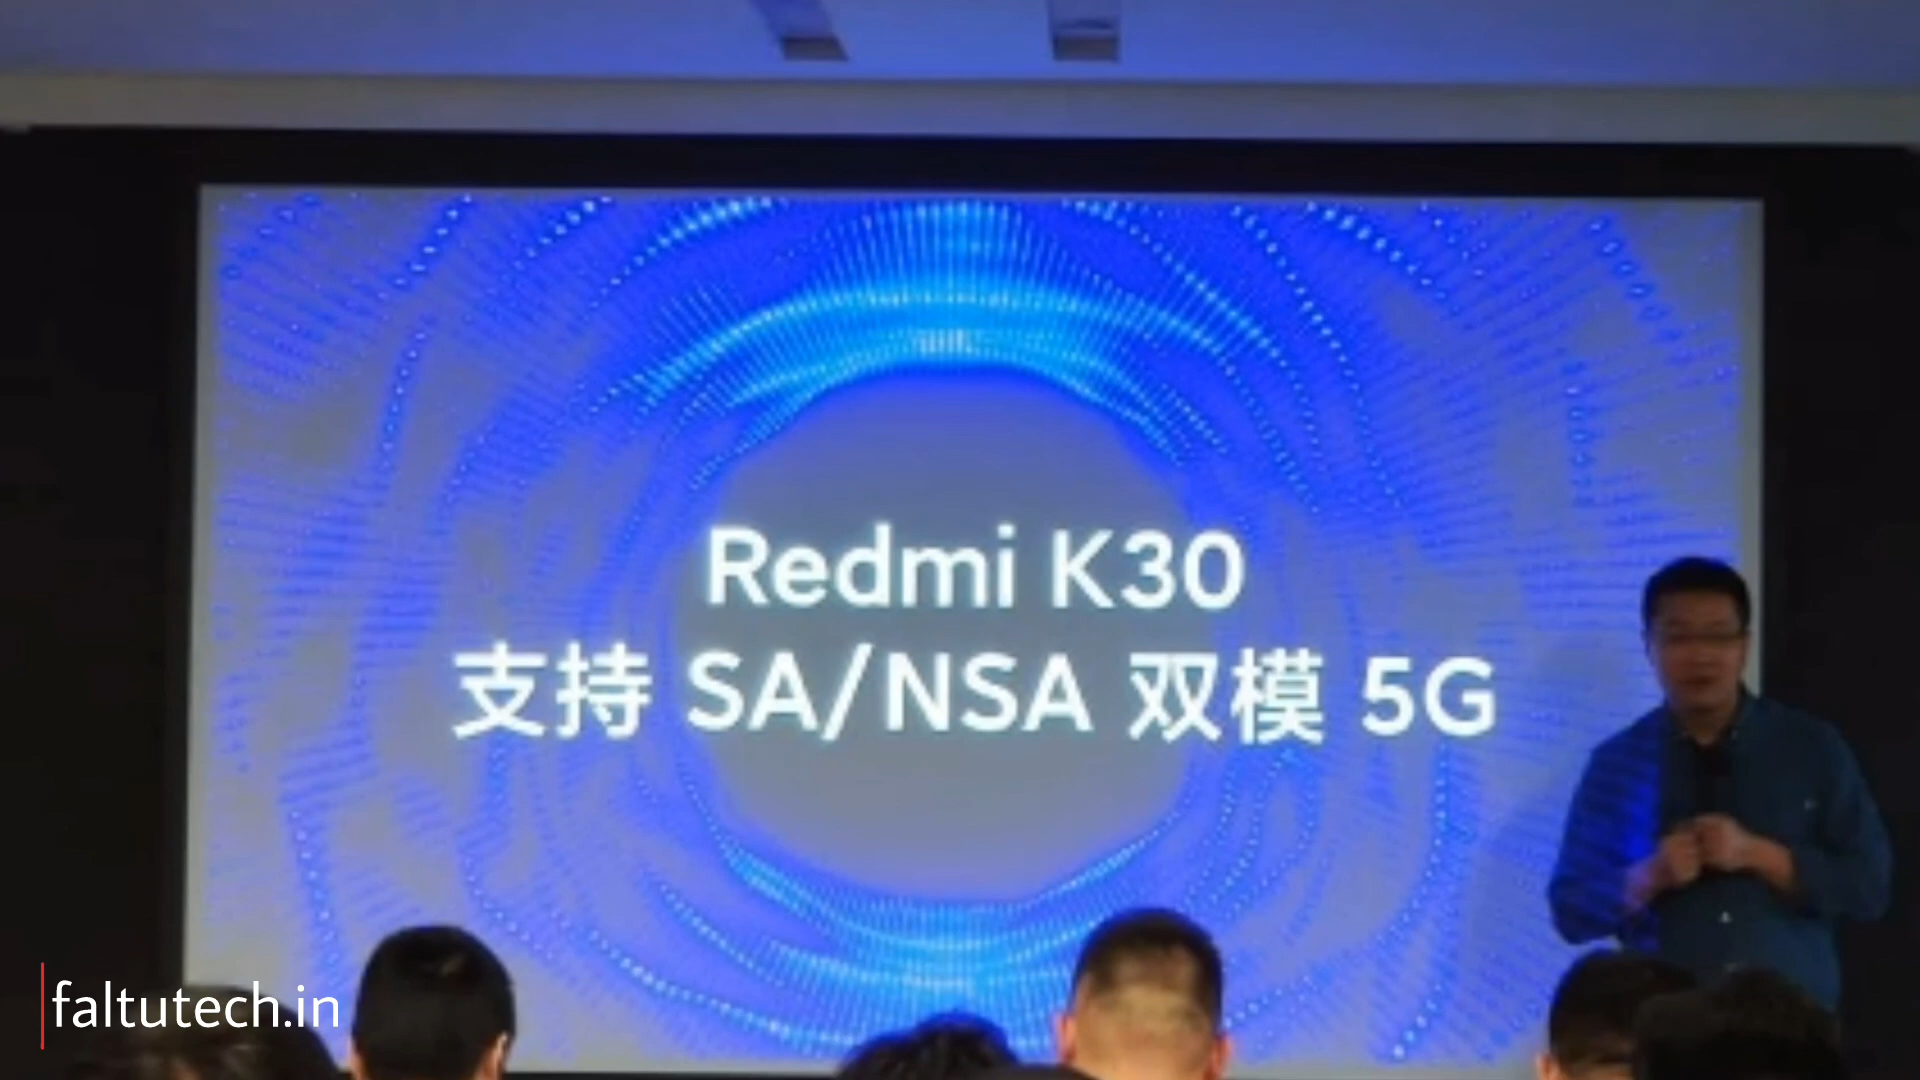 Redmi K30
支持 SA/NSA 双模 5G
faltutech.in